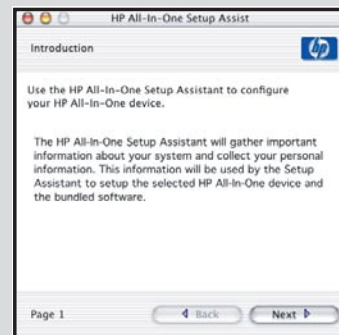 HP All-In-One Setup Assist
Introduction
hp
Use the HP All-In-One Setup Assistant to configure
your HP All-In-One device.
The HP All-In-One Setup Assistant will gather important
information about your system and collect your personal
information. This information will be used by the Setup
Assistant to setup the selected HP All-In-One device and
the bundled software.
Page 1
Back
Next